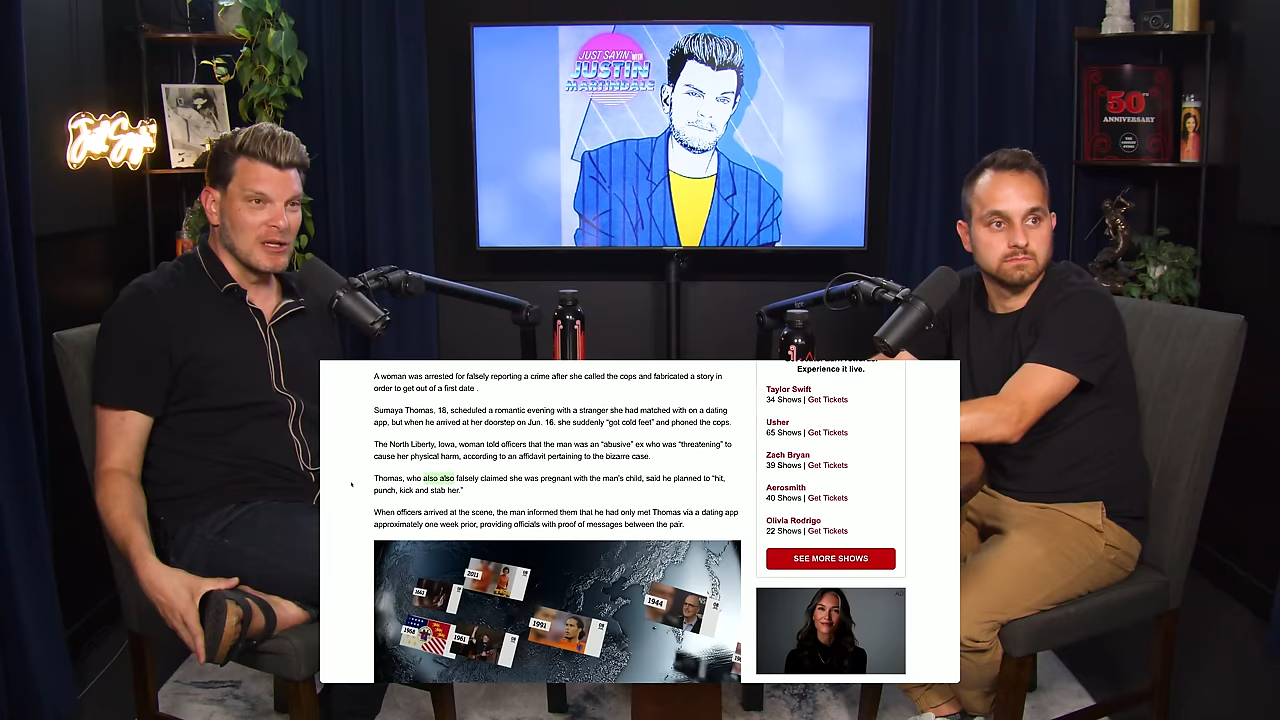 JUST SAYIN' WITH
JUSTIN
MARTINDALE
Just Sayin'
50TH
ANNIVERSARY
A woman was arrested for falsely reporting a crime after she called the cops and fabricated a story in
order to get out of a first date .
Sumaya Thomas, 18, scheduled a romantic evening with a stranger she had matched with on a dating
app, but when he arrived at her doorstep on Jun. 16, she suddenly “got cold feet” and phoned the cops.
The North Liberty, Iowa, woman told officers that the man was an “abusive” ex who was “threatening” to
cause her physical harm, according to an affidavit pertaining to the bizarre case.
Thomas, who also also falsely claimed she was pregnant with the man’s child, said he planned to “hit,
punch, kick and stab her.”
When officers arrived at the scene, the man informed them that he had only met Thomas via a dating app
approximately one week prior, providing officials with proof of messages between the pair.
2011
1663
1958
1961
1991
1944
Experience it live.
Taylor Swift
34 Shows | Get Tickets
Usher
65 Shows | Get Tickets
Zach Bryan
39 Shows | Get Tickets
Aerosmith
40 Shows | Get Tickets
Olivia Rodrigo
22 Shows | Get Tickets
SEE MORE SHOWS
AD